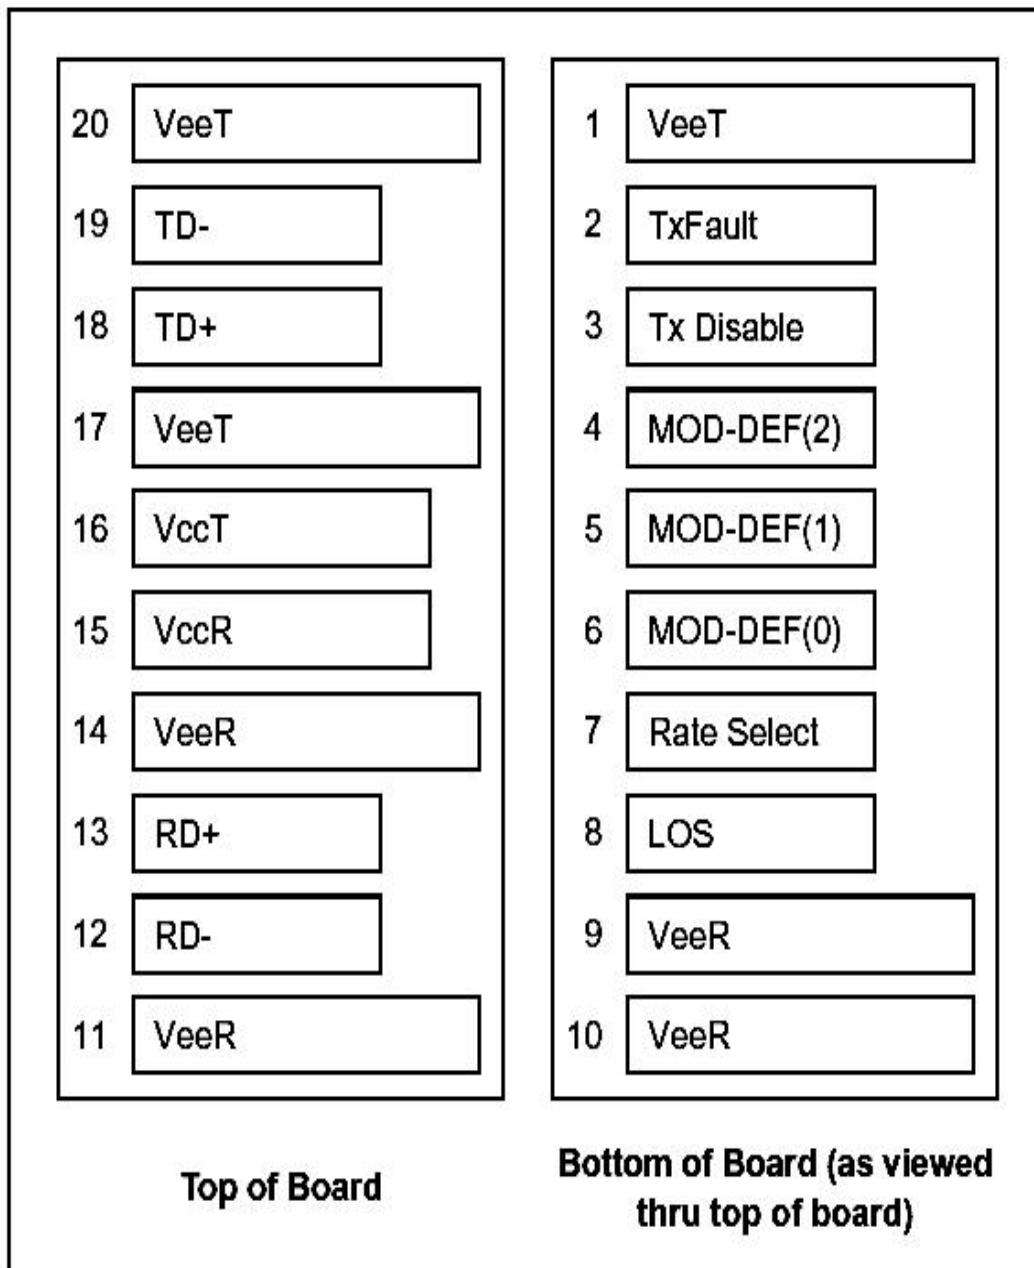 20 VeeT
19 TD-
18 TD+
17 VeeT
16 VccT
15 VccR
14 VeeR
13 RD+
12 RD-
11 VeeR
Top of Board
1 VeeT
2 TxFault
3 Tx Disable
4 MOD-DEF(2)
5 MOD-DEF(1)
6 MOD-DEF(0)
7 Rate Select
8 LOS
9 VeeR
10 VeeR
Bottom of Board (as viewed
thru top of board)